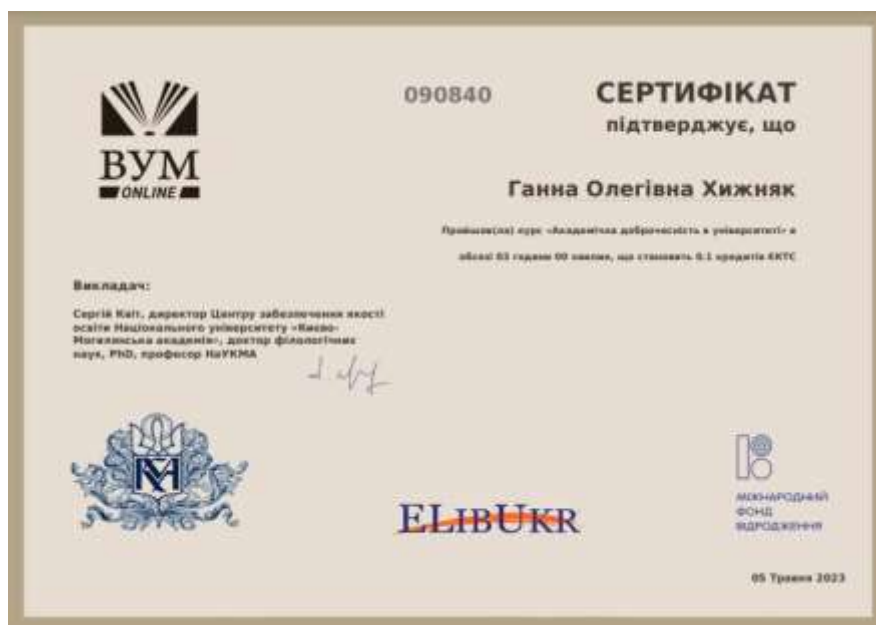 ВУМ
ONLINE
090840
СЕРТИФІКАТ
підтверджує, що
Ганна Олегівна Хижняк
Пройшов(ла) курс «Академічна доброчесність в університеті» в
обсязі 03 години 00 хвилин, що становить 0.1 кредитів ЄКТС
Викладач:
Сергій Квіт, директор Центру забезпечення якості
освіти Національного університету «Києво-
Могилянська академія», доктор філологічних
наук, PhD, професор НаУКМА
ELIBUKR
МІЖНАРОДНИЙ
ФОНД
ВІДРОДЖЕННЯ
05 Травня 2023